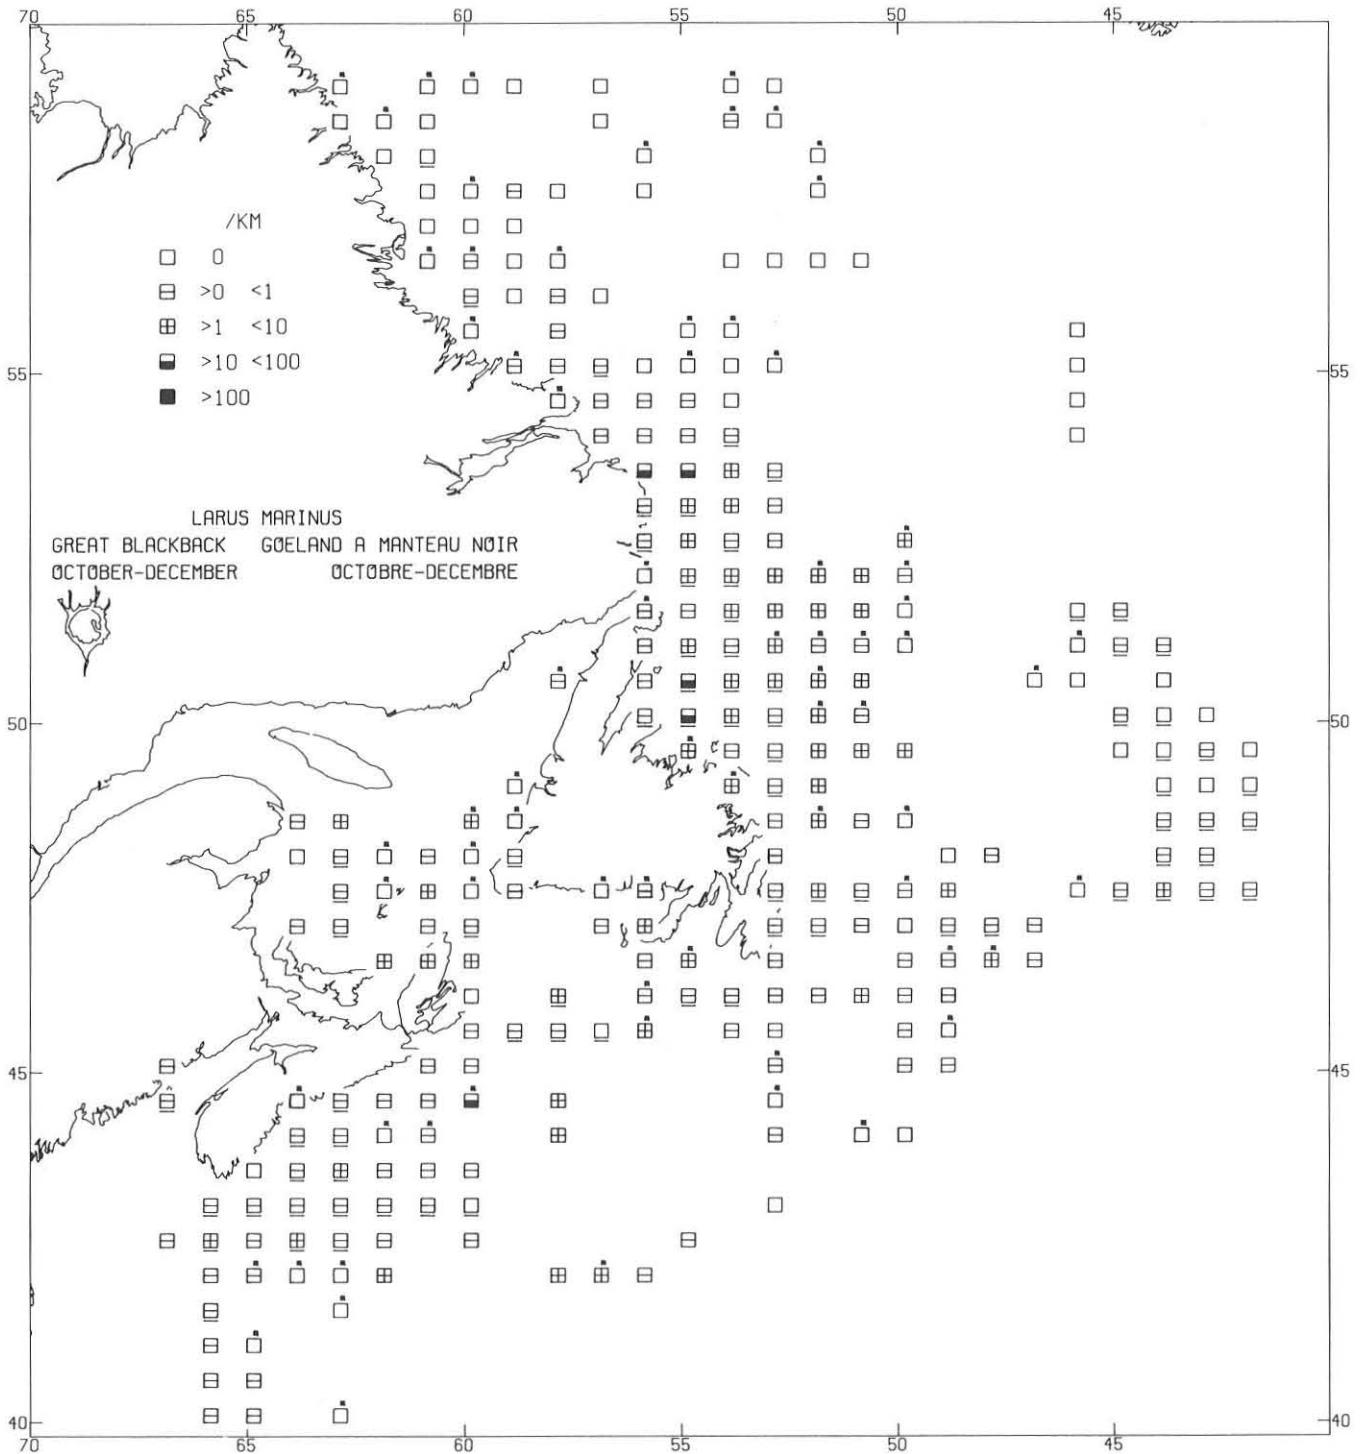 70 65 60 55 50 45
/KM
0
>0 <1
>1 <10
>10 <100
55 >100 55
LARUS MARINUS
GREAT BLACKBACK GOELAND A MANTEAU NOIR
OCTOBER-DECEMBER OCTOBRE-DECEMBRE
50 50
45 45
40 40
70 65 60 55 50 45